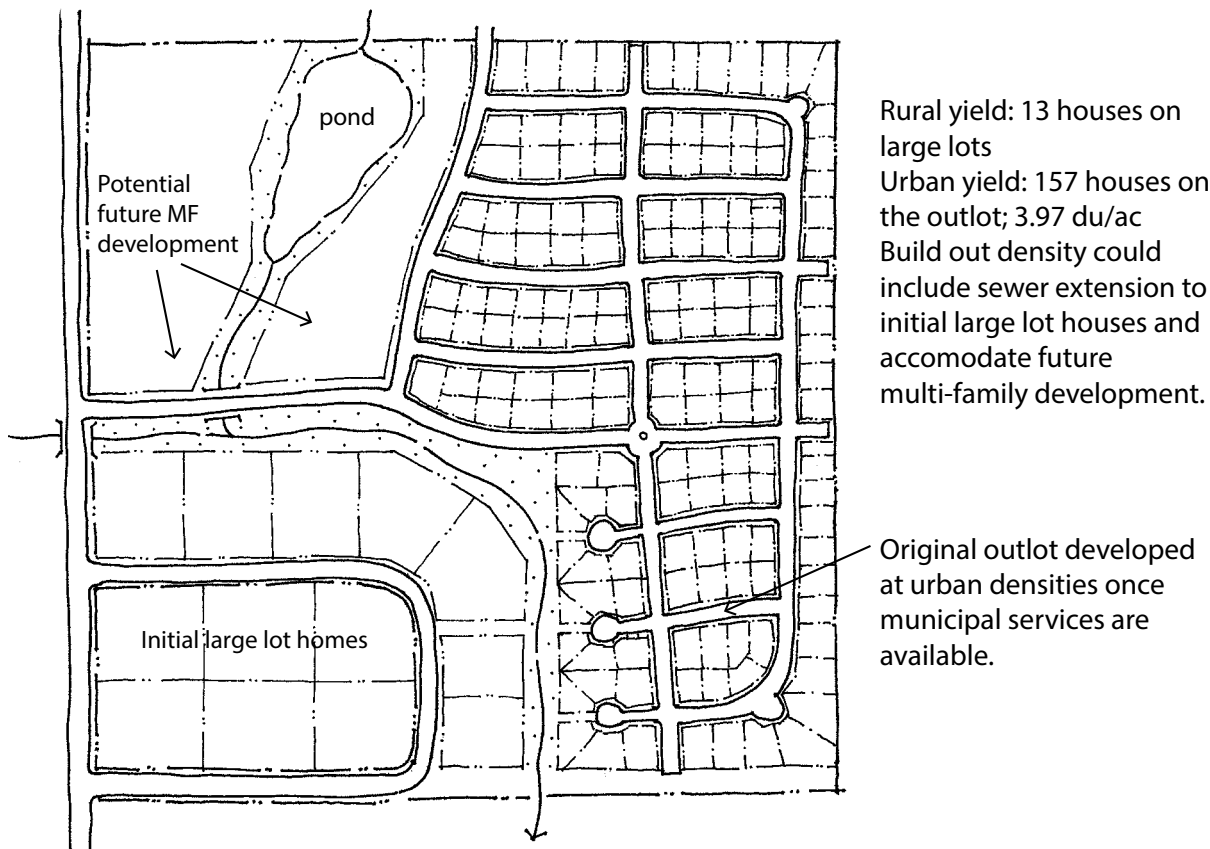 pond
Potential
future MF
development
Initial large lot homes
Rural yield: 13 houses on
large lots
Urban yield: 157 houses on
the outlot; 3.97 du/ac
Build out density could
include sewer extension to
initial large lot houses and
accomodate future
multi-family development.
Original outlot developed
at urban densities once
municipal services are
available.